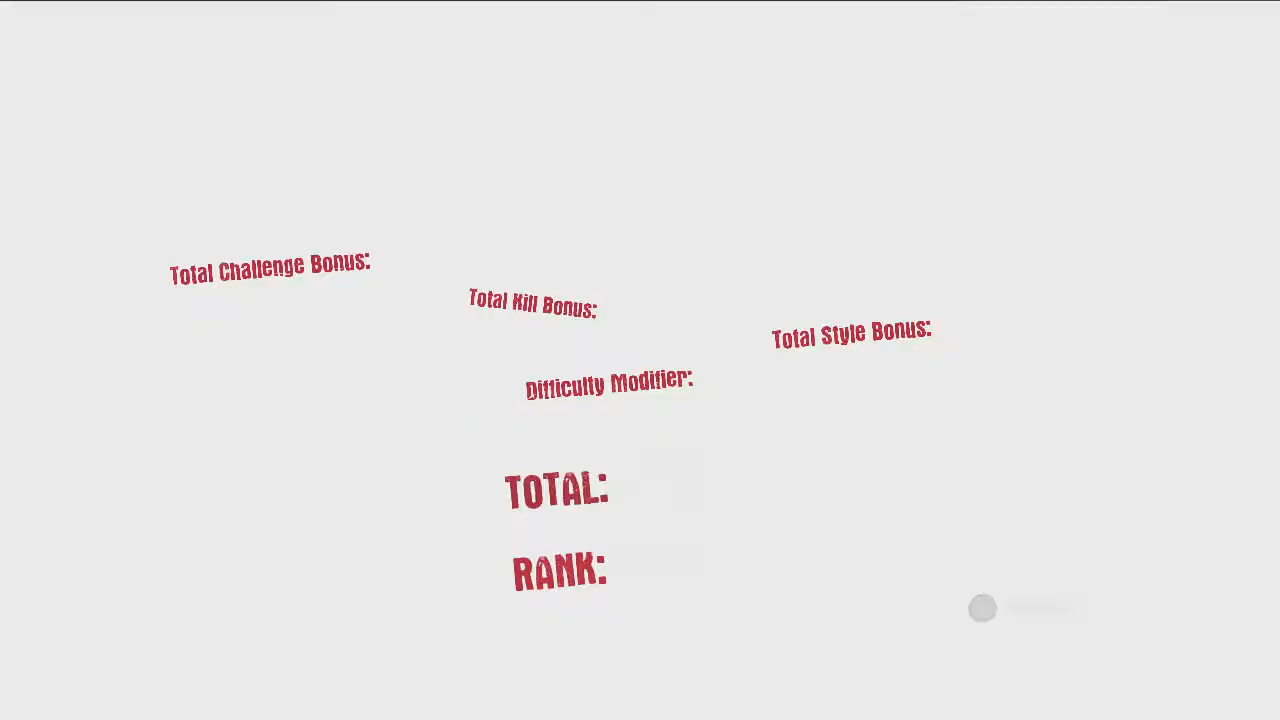 Total Challenge Bonus:
Total Kill Bonus:
Total Style Bonus:
Difficulty Modifier:
TOTAL:
RANK: